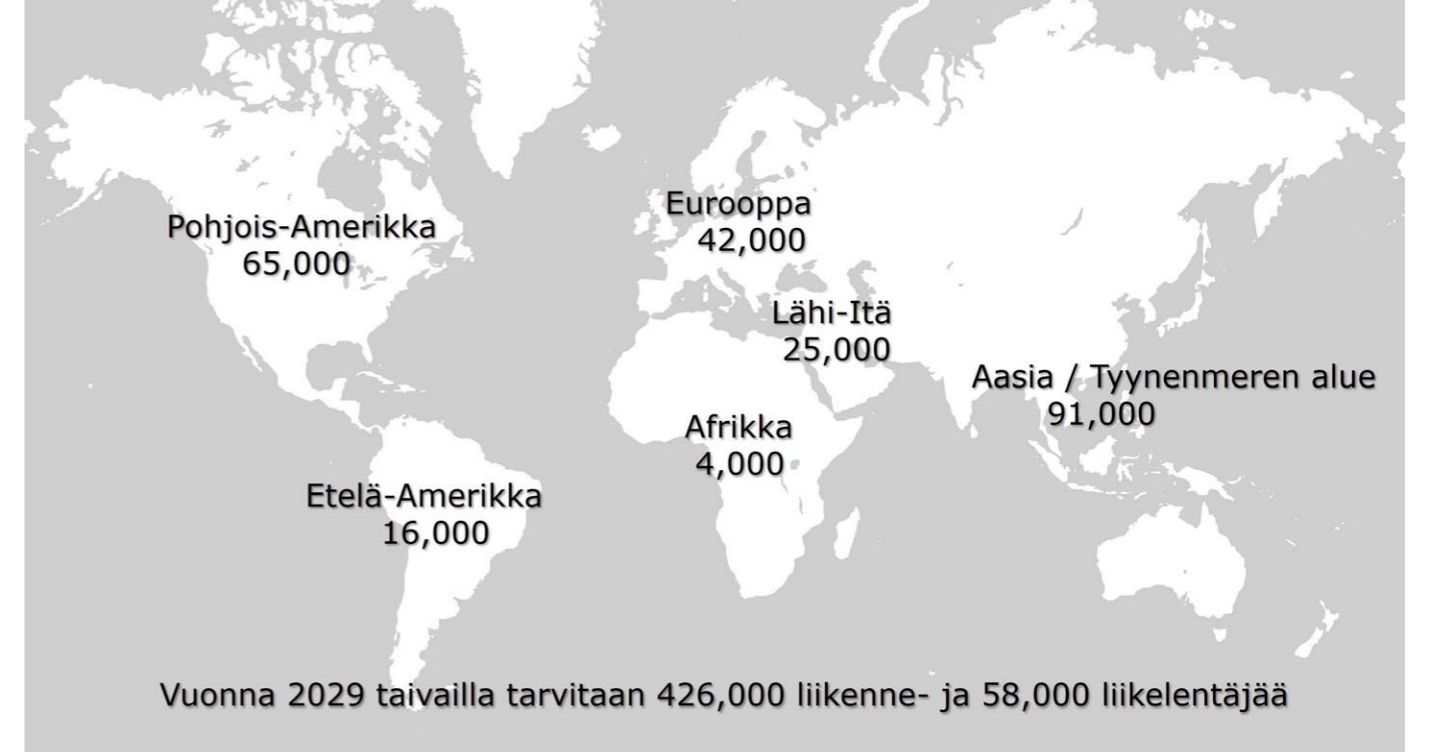 Pohjois-Amerikka
65,000
Eurooppa
42,000
Lähi-Itä
25,000
Aasia / Tyynenmeren alue
91,000
Afrikka
4,000
Etelä-Amerikka
16,000
Vuonna 2029 taivailla tarvitaan 426,000 liikenne- ja 58,000 liikelentäjää